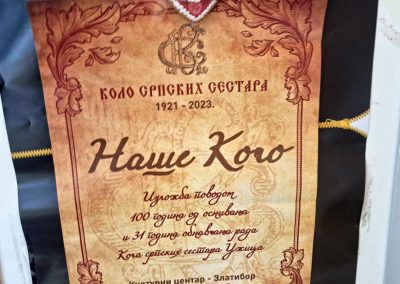 КОЛО СРПСКИХ СЕСТАРА
1921 - 2023.
Наше Коло
Изложба поводом
100 година од оснивања
и 31 година обнављања рада
Кола српских сестара Ужица
Културни центар - Златибор